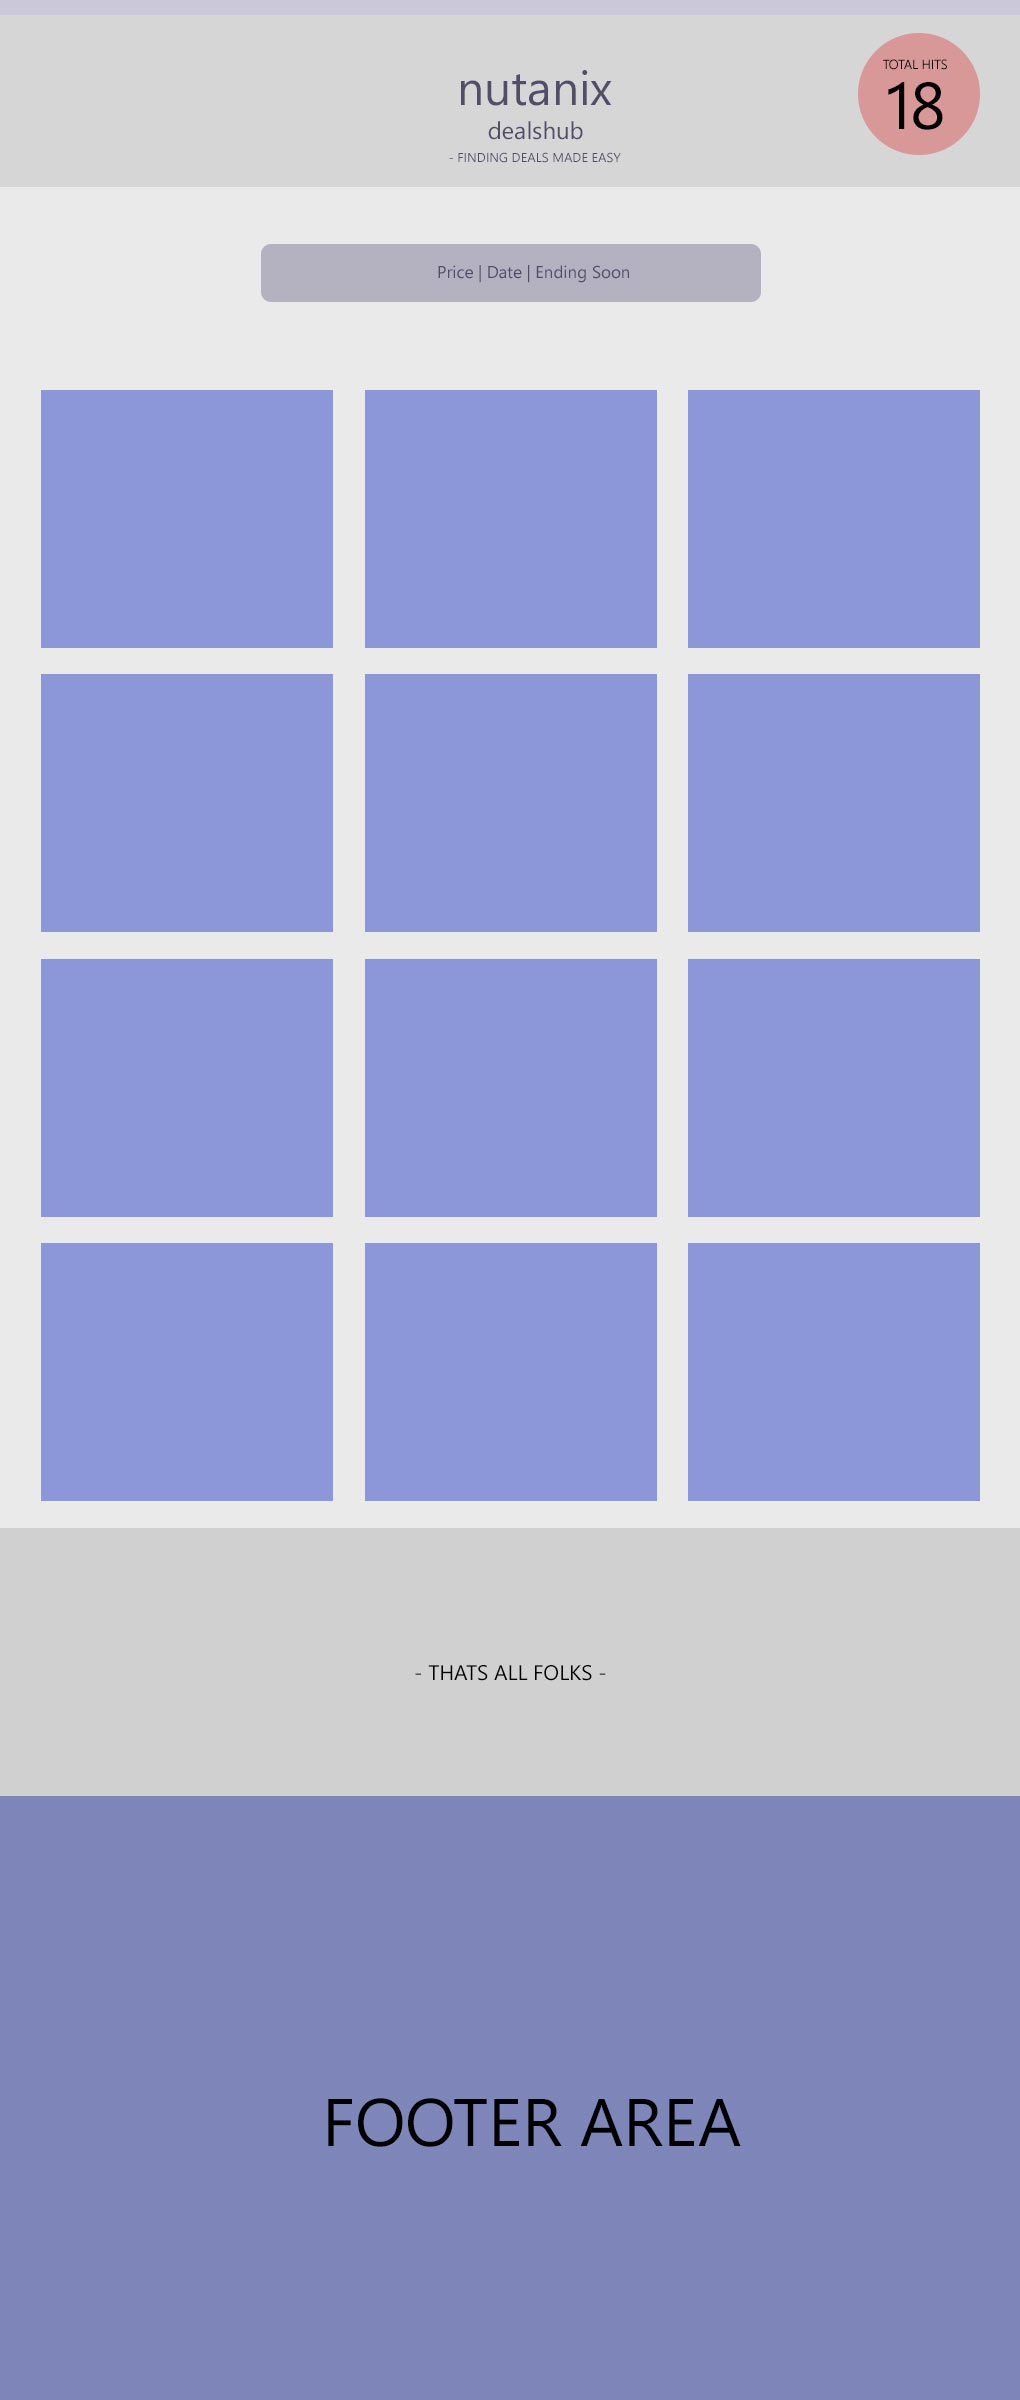 nutanix
dealshub
- FINDING DEALS MADE EASY
TOTAL HITS
18
Price | Date | Ending Soon
- THATS ALL FOLKS -
FOOTER AREA